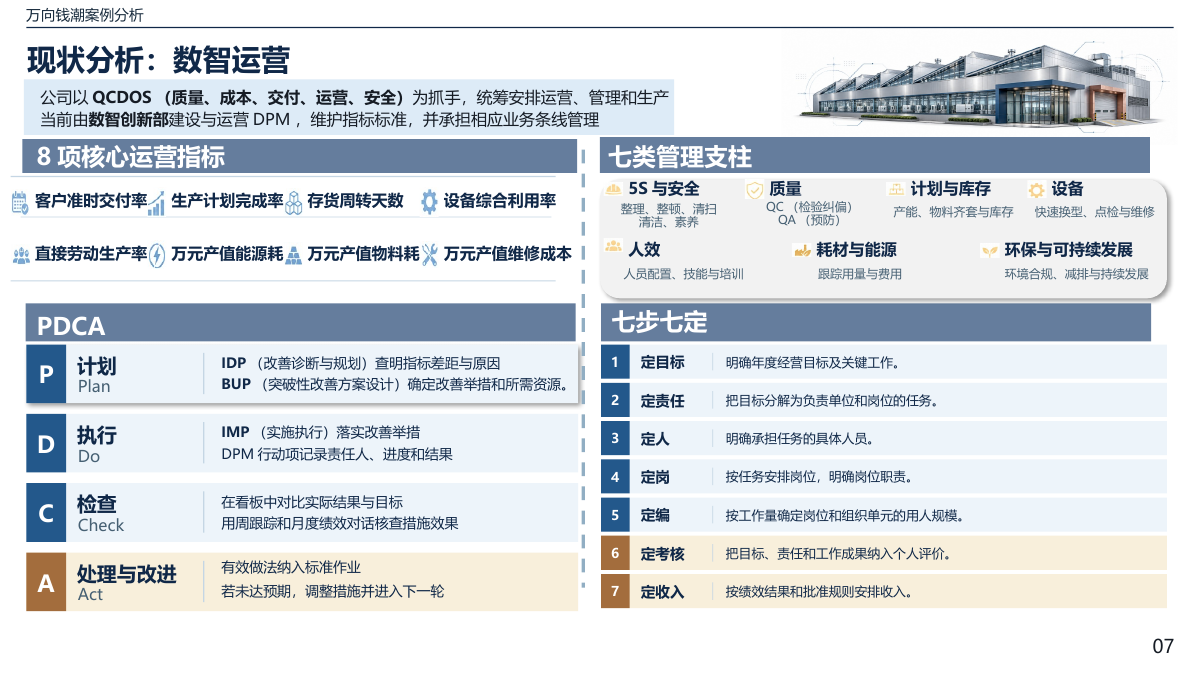 万向钱潮案例分析
现状分析：数智运营
公司以 QCDOS （质量、成本、交付、运营、安全）为抓手，统筹安排运营、管理和生产
当前由数智创新部建设与运营 DPM ，维护指标标准，并承担相应业务条线管理
8 项核心运营指标
客户准时交付率
生产计划完成率
存货周转天数
设备综合利用率
直接劳动生产率
万元产值能源耗
万元产值物料耗
万元产值维修成本
七类管理支柱
5S 与安全
整理、整顿、清扫
清洁、素养
质量
QC （检验纠偏）
QA （预防）
计划与库存
产能、物料齐套与库存
设备
快速换型、点检与维修
人效
人员配置、技能与培训
耗材与能源
跟踪用量与费用
环保与可持续发展
环境合规、减排与持续发展
PDCA
P
计划
Plan
IDP （改善诊断与规划）查明指标差距与原因
BUP （突破性改善方案设计）确定改善举措和所需资源。
D
执行
Do
IMP （实施执行）落实改善举措
DPM 行动项记录责任人、进度和结果
C
检查
Check
在看板中对比实际结果与目标
用周跟踪和月度绩效对话核查措施效果
A
处理与改进
Act
有效做法纳入标准作业
若未达预期，调整措施并进入下一轮
七步七定
1 定目标 明确年度经营目标及关键工作。
2 定责任 把目标分解为负责单位和岗位的任务。
3 定人 明确承担任务的具体人员。
4 定岗 按任务安排岗位，明确岗位职责。
5 定编 按工作量确定岗位和组织单元的用人规模。
6 定考核 把目标、责任和工作成果纳入个人评价。
7 定收入 按绩效结果和批准规则安排收入。
07